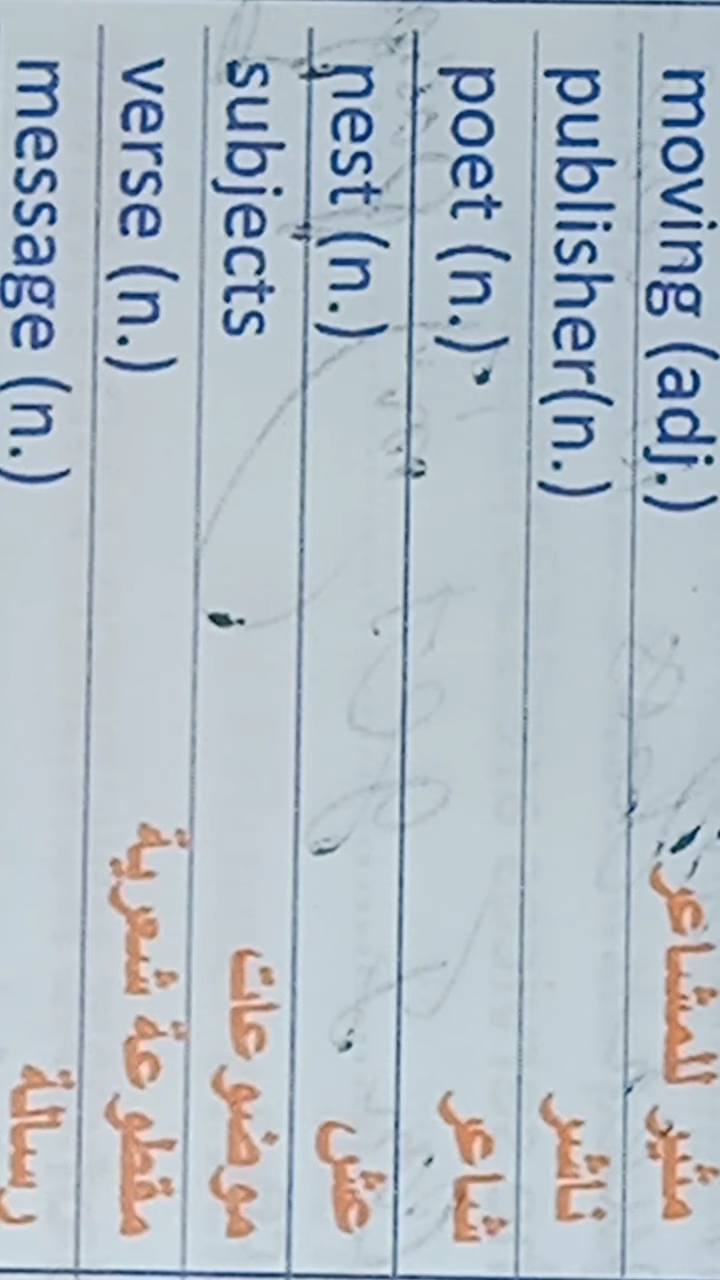 moving (adj.) مثير للمشاعر
publisher(n.) ناشر
poet (n.) شاعر
nest (n.) عش
subjects موضوعات
verse (n.) مقطوعة شعرية
message (n.) رسالة